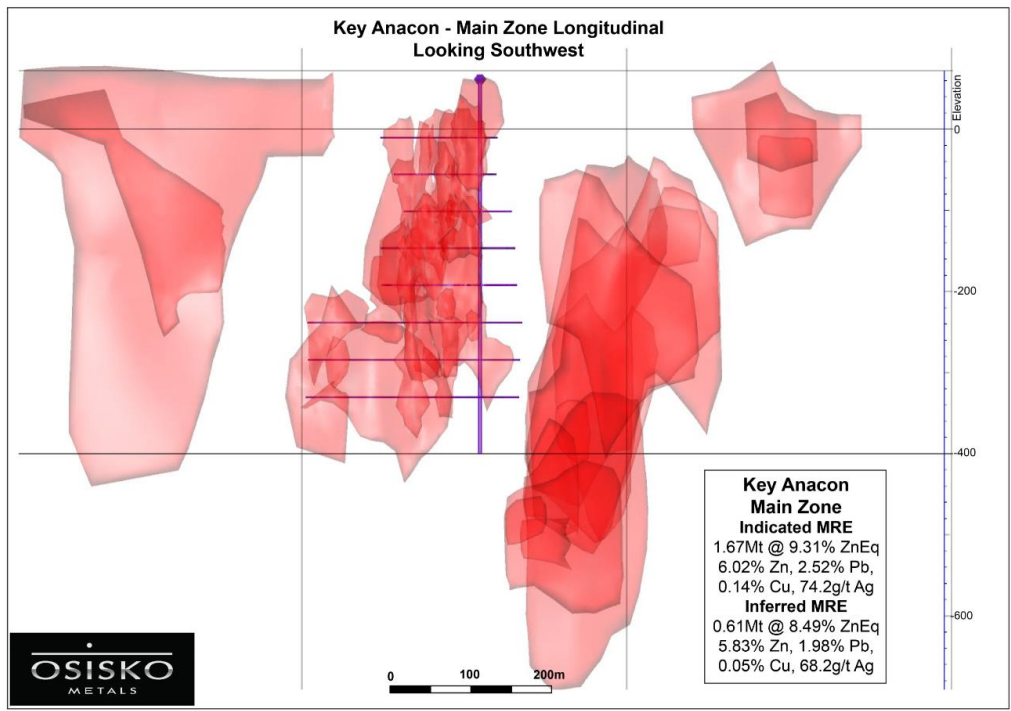 Key Anacon - Main Zone Longitudinal
Looking Southwest
Elevation
0
-200
-400
-600
Key Anacon
Main Zone
Indicated MRE
1.67Mt @ 9.31% ZnEq
6.02% Zn, 2.52% Pb,
0.14% Cu, 74.2g/t Ag
Inferred MRE
0.61Mt @ 8.49% ZnEq
5.83% Zn, 1.98% Pb,
0.05% Cu, 68.2g/t Ag
OSISKO
METALS
0 100 200m